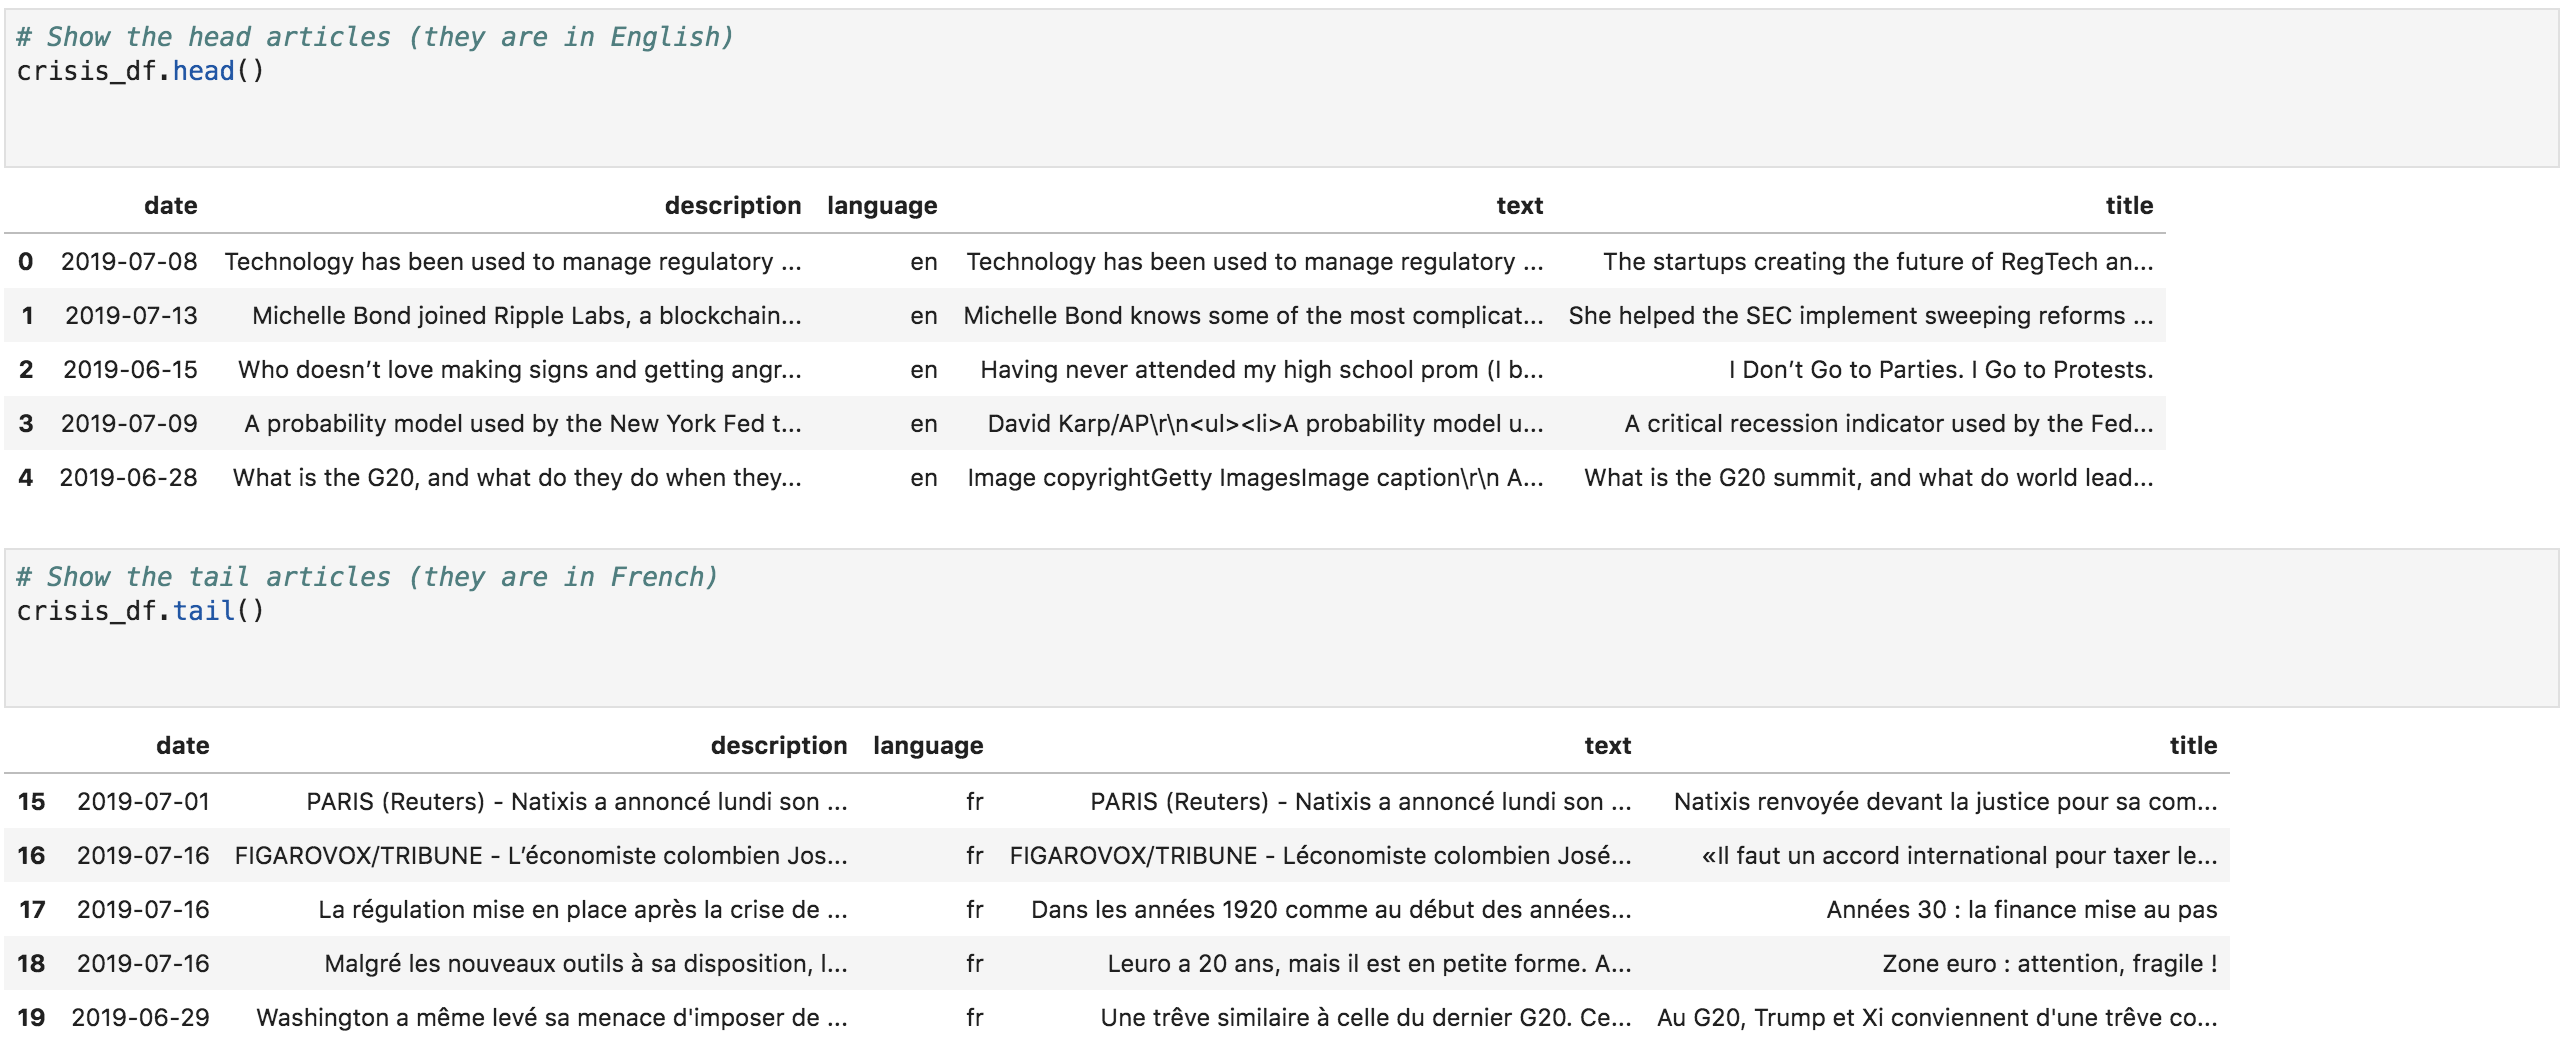 # Show the head articles (they are in English)
crisis_df.head()
date description language text title
0 2019-07-08 Technology has been used to manage regulatory ... en Technology has been used to manage regulatory ... The startups creating the future of RegTech an...
1 2019-07-13 Michelle Bond joined Ripple Labs, a blockchain... en Michelle Bond knows some of the most complicat... She helped the SEC implement sweeping reforms ...
2 2019-06-15 Who doesn’t love making signs and getting angr... en Having never attended my high school prom (I b... I Don’t Go to Parties. I Go to Protests.
3 2019-07-09 A probability model used by the New York Fed t... en David Karp/AP\r\n<ul><li>A probability model u... A critical recession indicator used by the Fed...
4 2019-06-28 What is the G20, and what do they do when they... en Image copyrightGetty ImagesImage caption\r\n A... What is the G20 summit, and what do world lead...
# Show the tail articles (they are in French)
crisis_df.tail()
date description language text title
15 2019-07-01 PARIS (Reuters) - Natixis a annoncé lundi son ... fr PARIS (Reuters) - Natixis a annoncé lundi son ... Natixis renvoyée devant la justice pour sa com...
16 2019-07-16 FIGAROVOX/TRIBUNE - L’économiste colombien Jos... fr FIGAROVOX/TRIBUNE - Léconomiste colombien José... «Il faut un accord international pour taxer le...
17 2019-07-16 La régulation mise en place après la crise de ... fr Dans les années 1920 comme au début des années... Années 30 : la finance mise au pas
18 2019-07-16 Malgré les nouveaux outils à sa disposition, l... fr Leuro a 20 ans, mais il est en petite forme. A... Zone euro : attention, fragile !
19 2019-06-29 Washington a même levé sa menace d'imposer de ... fr Une trêve similaire à celle du dernier G20. Ce... Au G20, Trump et Xi conviennent d'une trêve co...